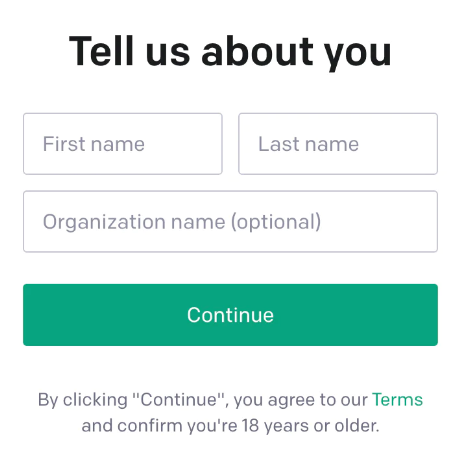 Tell us about you
First name
Last name
Organization name (optional)
Continue
By clicking "Continue", you agree to our Terms
and confirm you're 18 years or older.